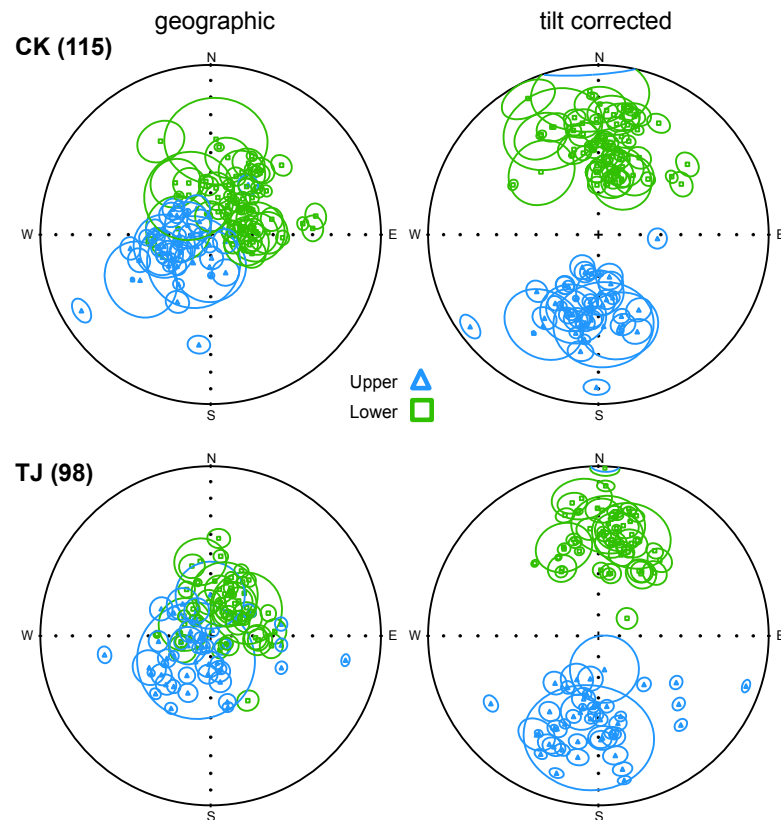 geographic tilt corrected
CK (115)
N N
W E W E
S S
Upper
Lower
TJ (98)
N N
W E W E
S S